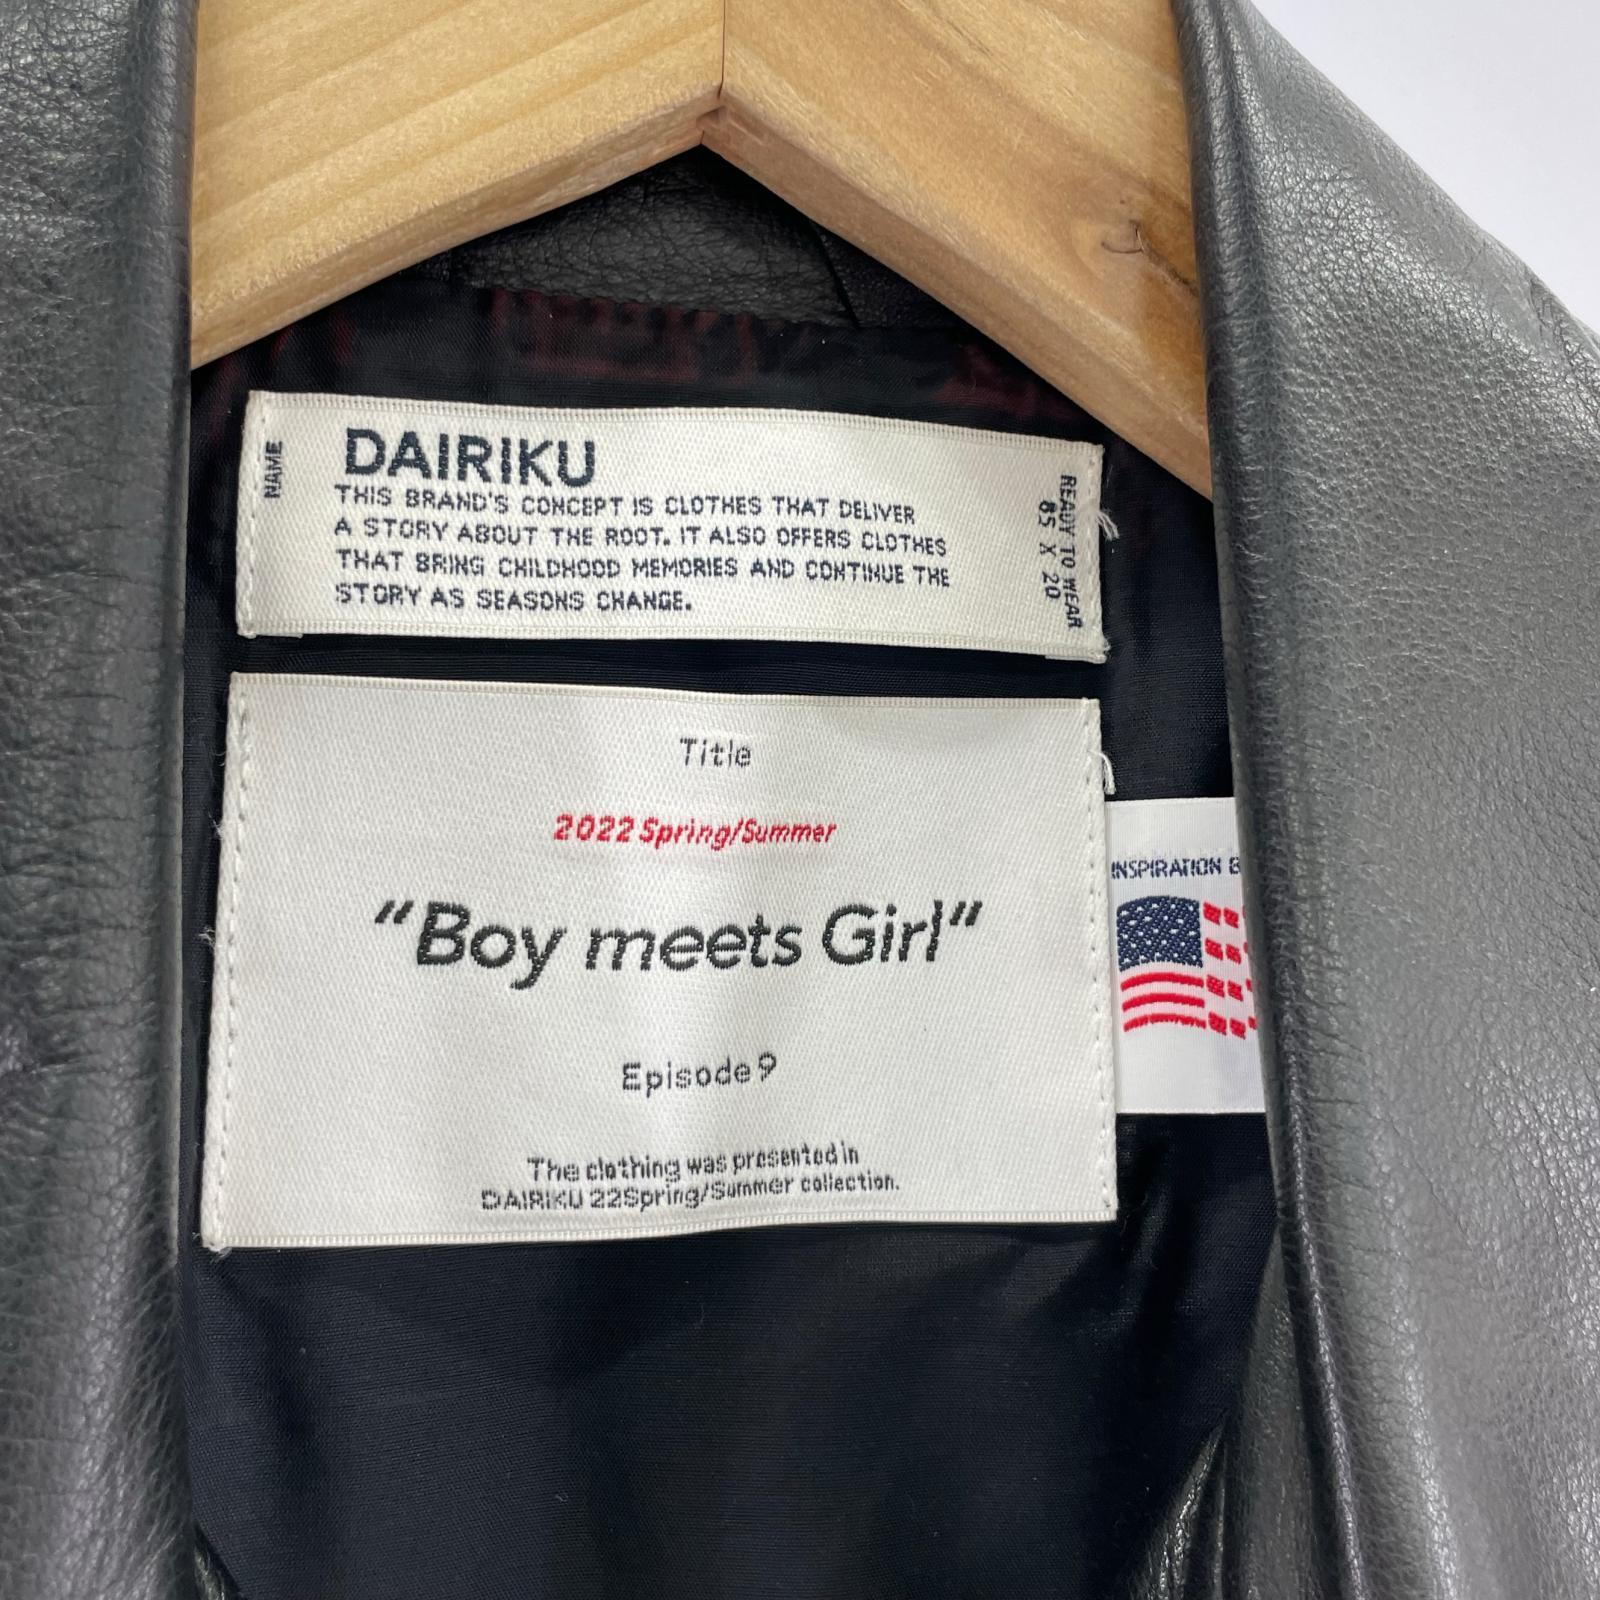 NAME
DAIRIKU
THIS BRAND'S CONCEPT IS CLOTHES THAT DELIVER
A STORY ABOUT THE ROOT. IT ALSO OFFERS CLOTHES
THAT BRING CHILDHOOD MEMORIES AND CONTINUE THE
STORY AS SEASONS CHANGE.
READY TO WEAR
85 X 20
Title
2022 Spring/Summer
"Boy meets Girl"
Episode 9
The clothing was presented in
DAIRIKU 22Spring/Summer collection.
INSPIRATION